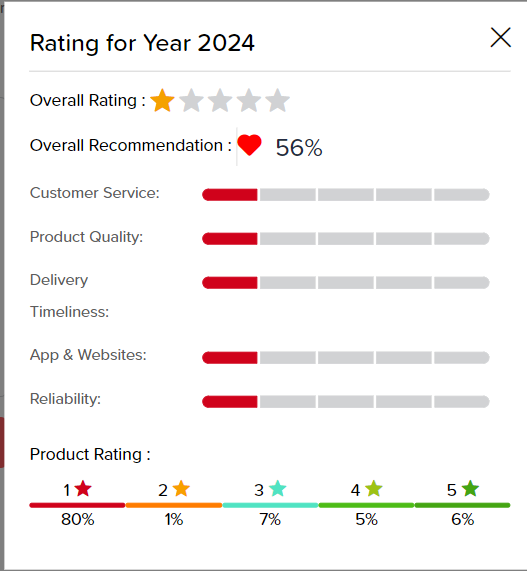 Rating for Year 2024
Overall Rating :
Overall Recommendation : 56%
Customer Service:
Product Quality:
Delivery
Timeliness:
App & Websites:
Reliability:
Product Rating :
1 2 3 4 5
80% 1% 7% 5% 6%